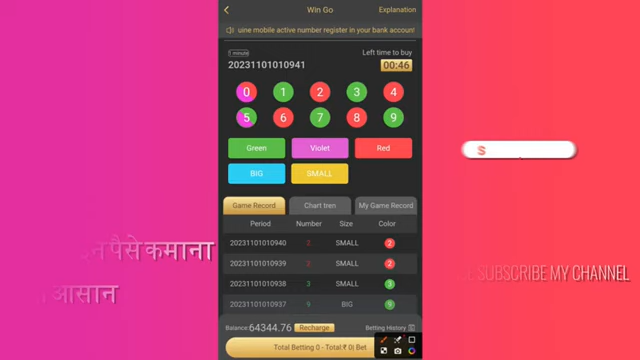 Win Go
Explanation
uine mobile active number register in your bank account
1 minute
Left time to buy
20231101010941
00:46
0 1 2 3 4
5 6 7 8 9
Green Violet Red
BIG SMALL
Game Record Chart tren My Game Record
Period Number Size Color
20231101010940 2 SMALL 2
20231101010939 2 SMALL 2
20231101010938 3 SMALL 3
20231101010937 9 BIG 9
Balance: 64344.76 Recharge Betting History
Total Betting 0 - Total:₹ 0| Bet
पैसे कमाना
आसान
S
SUBSCRIBE MY CHANNEL